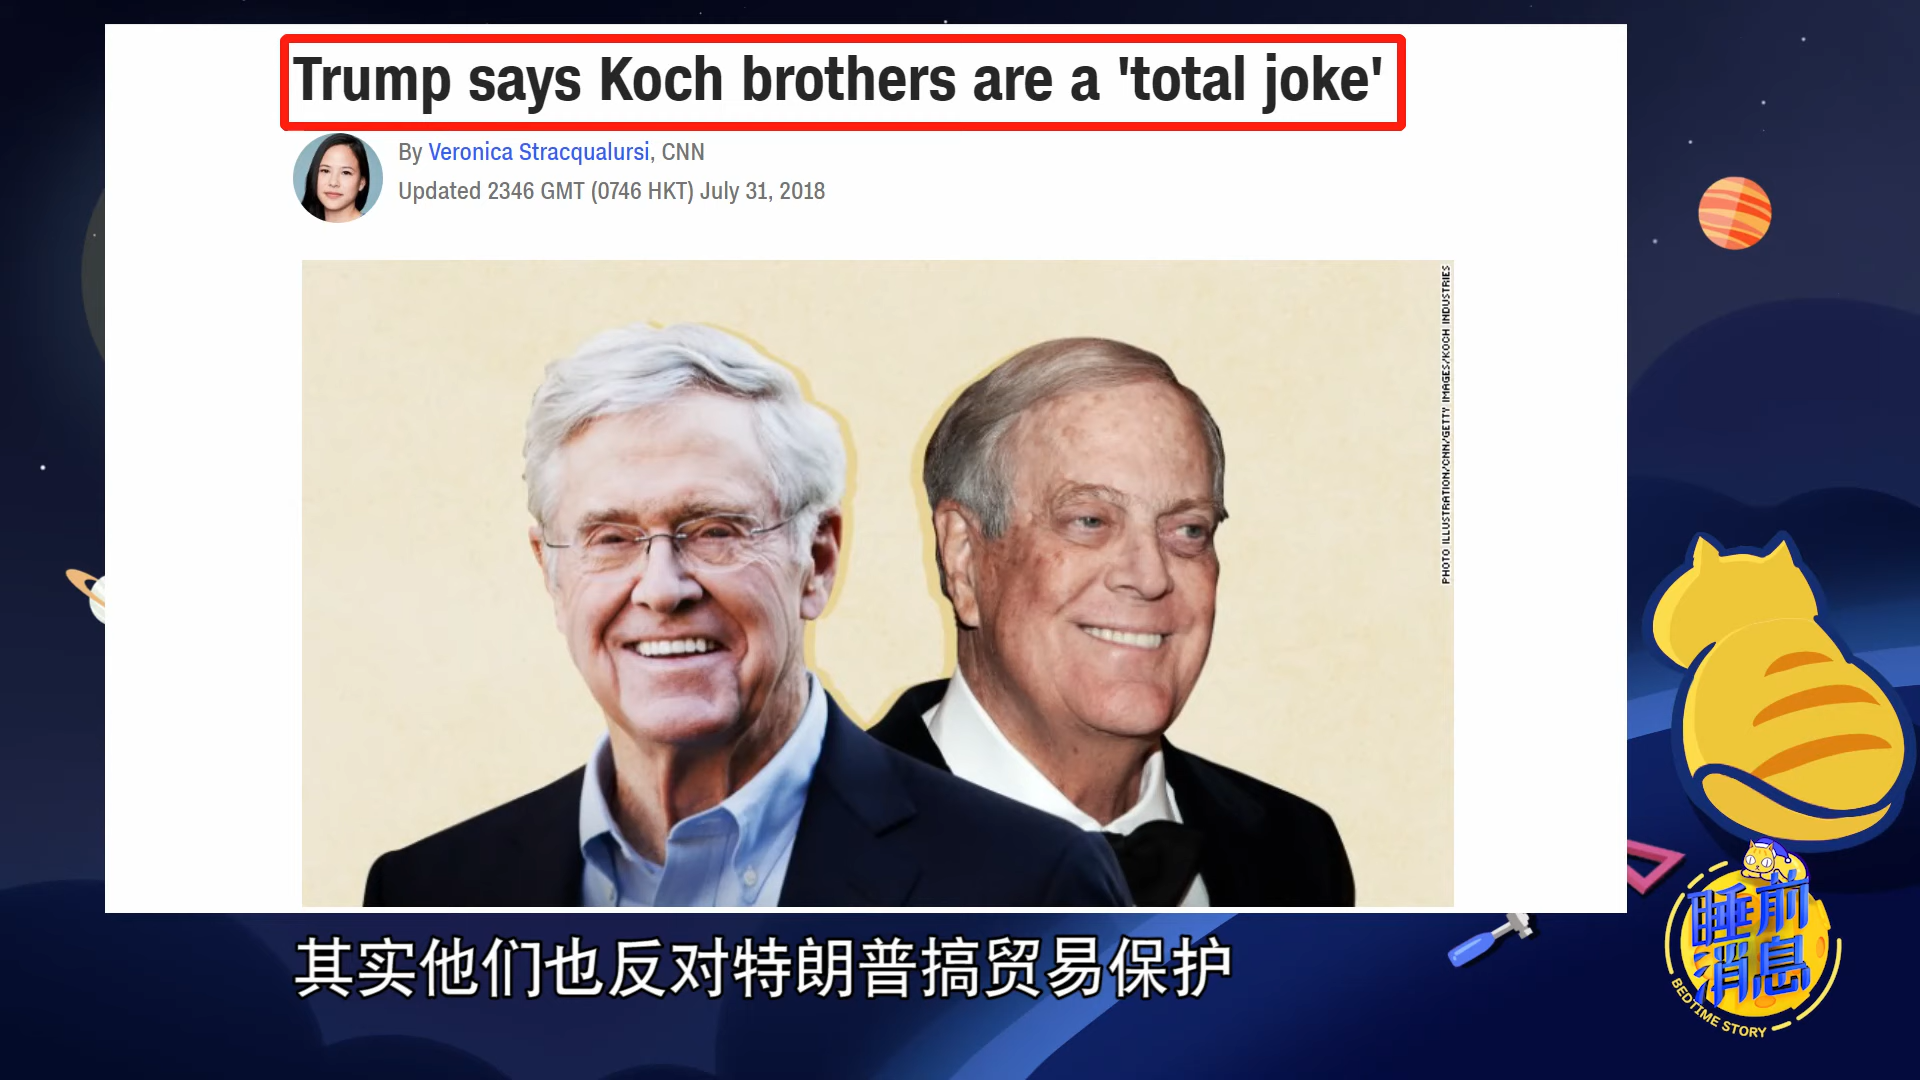 Trump says Koch brothers are a 'total joke'
By Veronica Stracqualursi, CNN
Updated 2346 GMT (0746 HKT) July 31, 2018
PHOTO ILLUSTRATION/CNN/GETTY IMAGES/KOCH INDUSTRIES
其实他们也反对特朗普搞贸易保护
睡前
消息
BEDTIME STORY